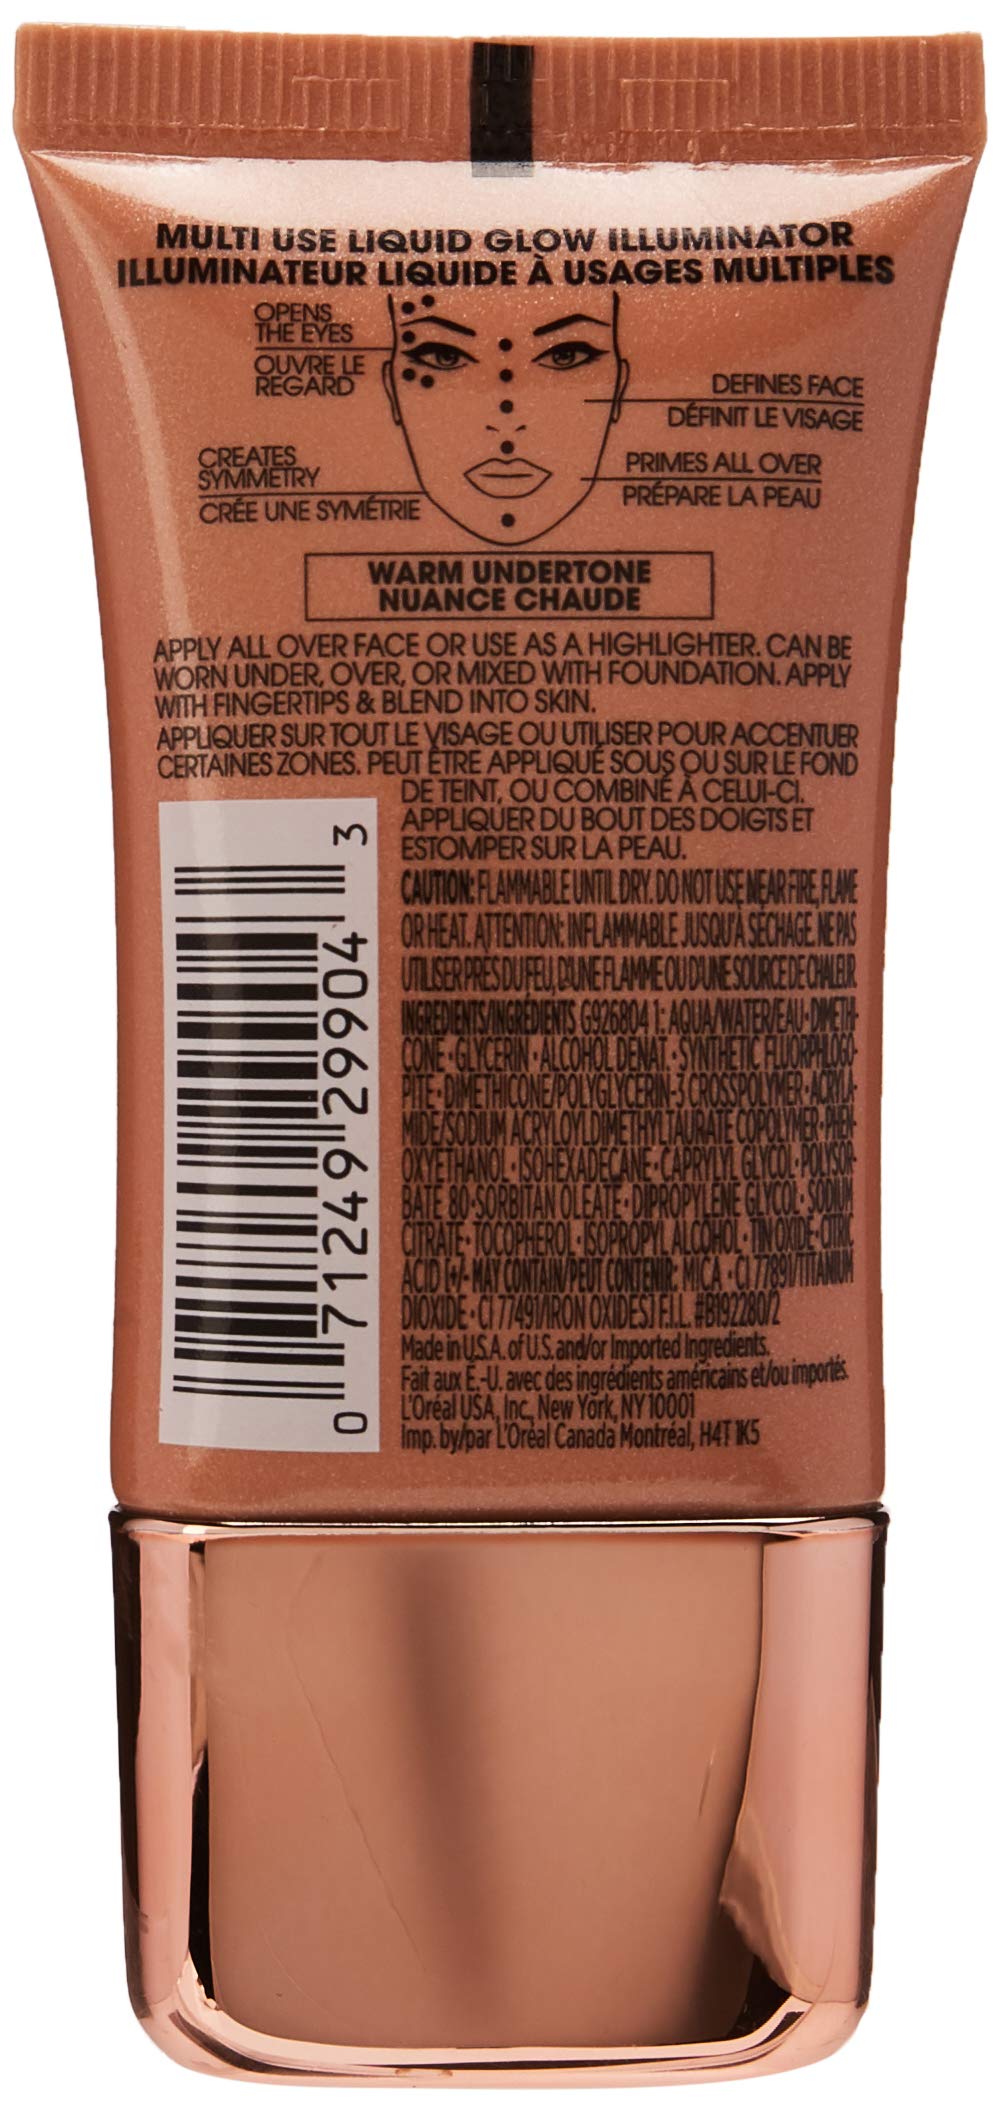 MULTI USE LIQUID GLOW ILLUMINATOR
ILLUMINATEUR LIQUIDE À USAGES MULTIPLES
OPENS
THE EYES
OUVRE LE
REGARD
DEFINES FACE
DÉFINIT LE VISAGE
CREATES
SYMMETRY
CRÉE UNE SYMÉTRIE
PRIMES ALL OVER
PRÉPARE LA PEAU
WARM UNDERTONE
NUANCE CHAUDE
APPLY ALL OVER FACE OR USE AS A HIGHLIGHTER. CAN BE
WORN UNDER, OVER, OR MIXED WITH FOUNDATION. APPLY
WITH FINGERTIPS & BLEND INTO SKIN.
APPLIQUER SUR TOUT LE VISAGE OU UTILISER POUR ACCENTUER
CERTAINES ZONES. PEUT ÊTRE APPLIQUÉ SOUS OU SUR LE FOND
DE TEINT, OU COMBINÉ À CELUI-CI.
APPLIQUER DU BOUT DES DOIGTS ET
ESTOMPER SUR LA PEAU.
CAUTION: FLAMMABLE UNTIL DRY. DO NOT USE NEAR FIRE, FLAME
OR HEAT. ATTENTION: INFLAMMABLE JUSQU'À SÉCHAGE. NE PAS
UTILISER PRÈS DU FEU, D'UNE FLAMME OU D'UNE SOURCE DE CHALEUR.
INGREDIENTS/INGRÉDIENTS G926804 1: AQUA/WATER/EAU • DIMETHI-
CONE • GLYCERIN • ALCOHOL DENAT. • SYNTHETIC FLUORPHLOGO-
PITE • DIMETHICONE/POLYGLYCERIN-3 CROSSPOLYMER • ACRYLA-
MIDE/SODIUM ACRYLOYLDIMETHYLTAURATE COPOLYMER • PHEN-
OXYETHANOL • ISOHEXADECANE • CAPRYLYL GLYCOL • POLYSOR-
BATE 80 • SORBITAN OLEATE • DIPROPYLENE GLYCOL • SODIUM
CITRATE • TOCOPHEROL • ISOPROPYL ALCOHOL • TIN OXIDE • CITRIC
ACID [+/- MAY CONTAIN/PEUT CONTENIR: MICA • CI 77891/TITANIUM
DIOXIDE • CI 77491/IRON OXIDES] F.I.L. #B192280/2
Made in U.S.A. of U.S. and/or Imported Ingredients.
Fait aux É.-U. avec des ingrédients américains et/ou importés.
L'Oréal USA, Inc. New York, NY 10001
Imp. by/par L'Oréal Canada Montréal, H4T 1K5
0 71249 29904 3